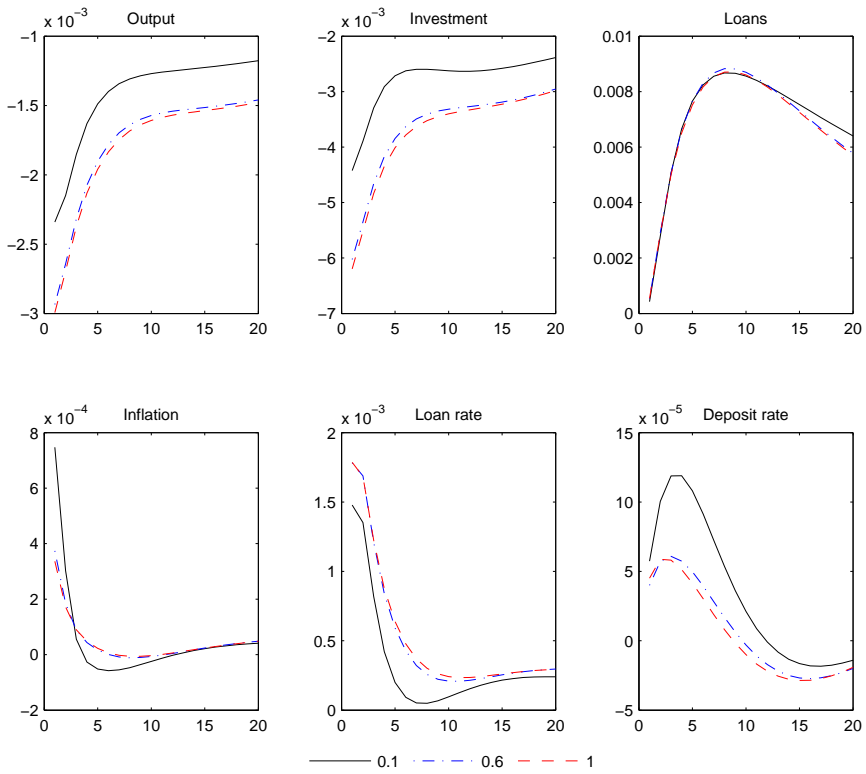 Output Investment Loans
x 10⁻³ x 10⁻³
−1 −2 0.01
−3 0.008
−1.5
−4 0.006
−2
−5 0.004
−2.5
−6 0.002
−3 −7 0
0 5 10 15 20 0 5 10 15 20 0 5 10 15 20
Inflation Loan rate Deposit rate
x 10⁻⁴ x 10⁻³ x 10⁻⁵
8 2 15
6 1.5 10
4
1 5
2
0.5 0
0
−2 0 −5
0 5 10 15 20 0 5 10 15 20 0 5 10 15 20
0.1 0.6 1